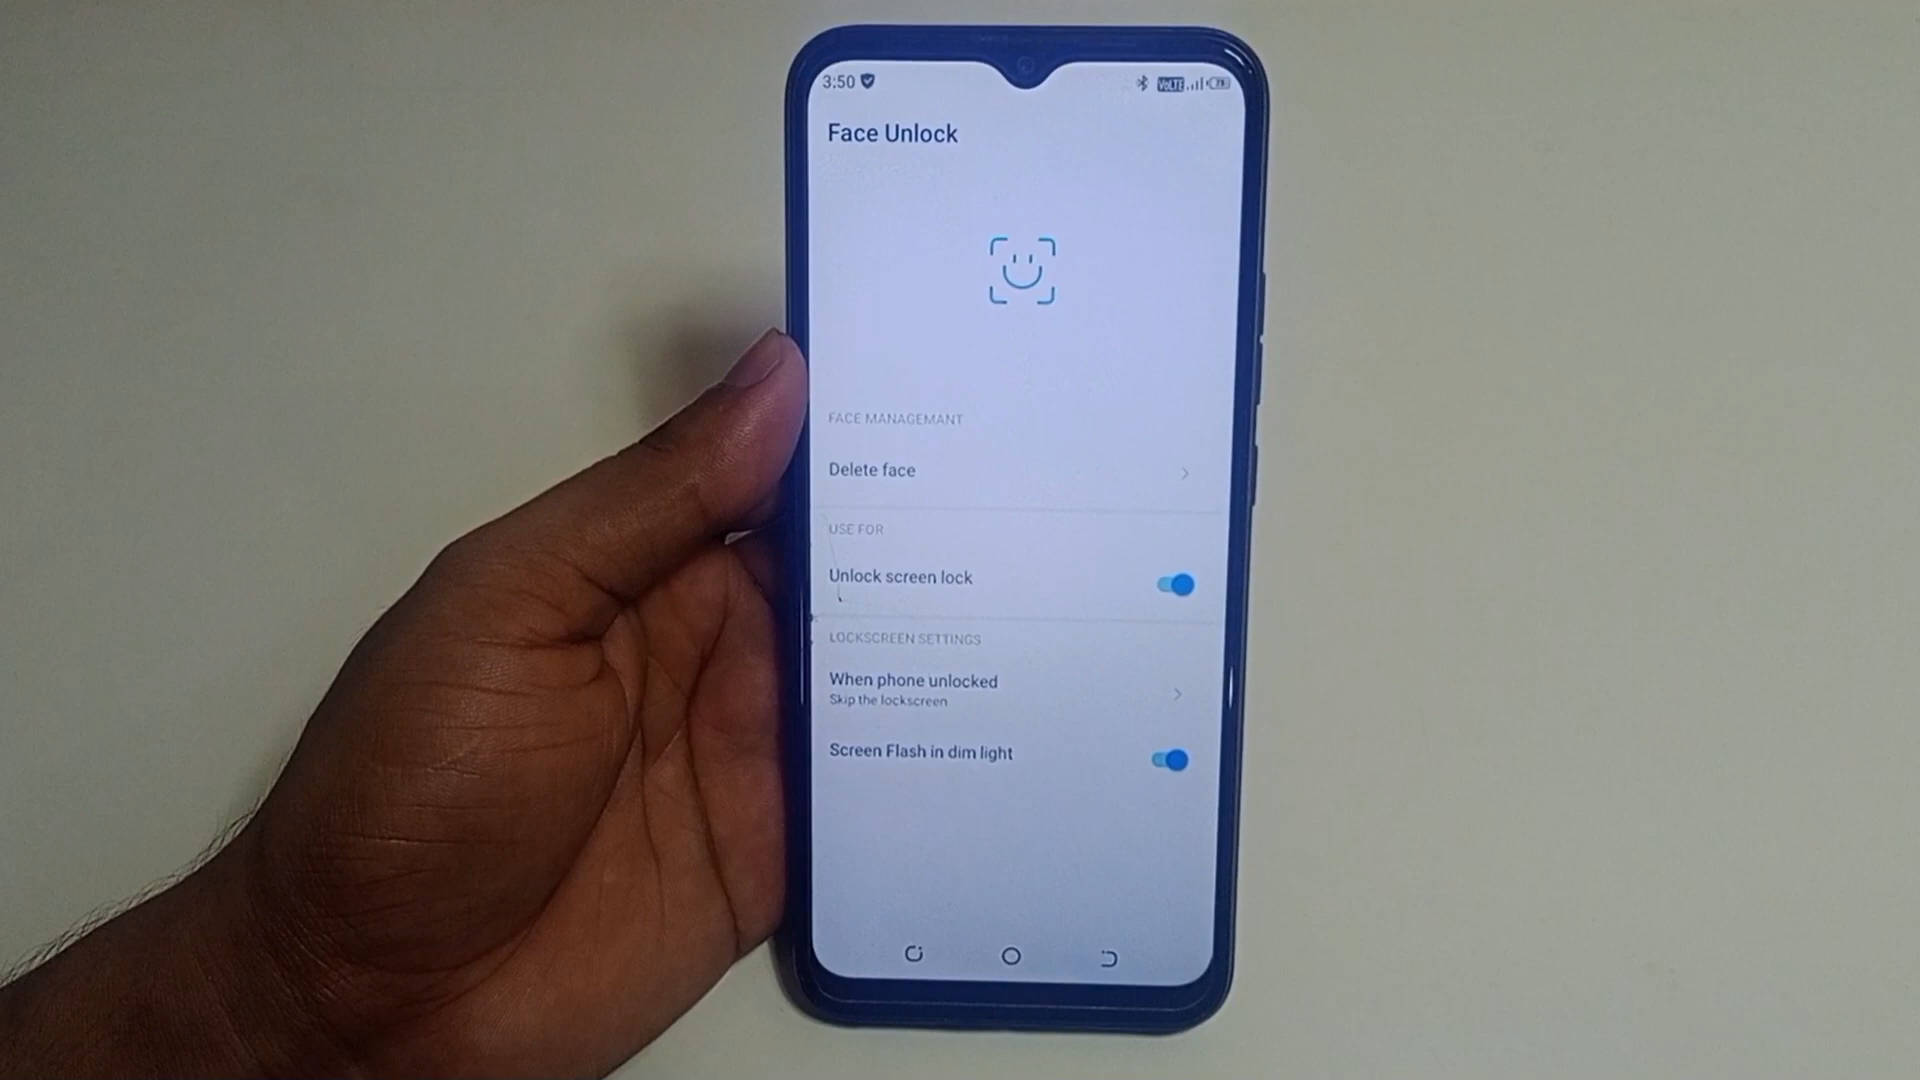 3:50
VoLTE
Face Unlock
FACE MANAGEMANT
Delete face
USE FOR
Unlock screen lock
LOCKSCREEN SETTINGS
When phone unlocked
Skip the lockscreen
Screen Flash in dim light